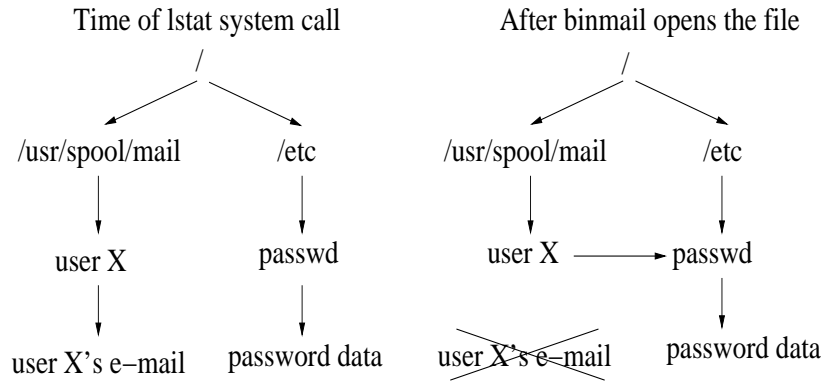 Time of lstat system call
/
/usr/spool/mail /etc
user X passwd
user X's e−mail password data
After binmail opens the file
/
/usr/spool/mail /etc
user X passwd
user X's e−mail password data